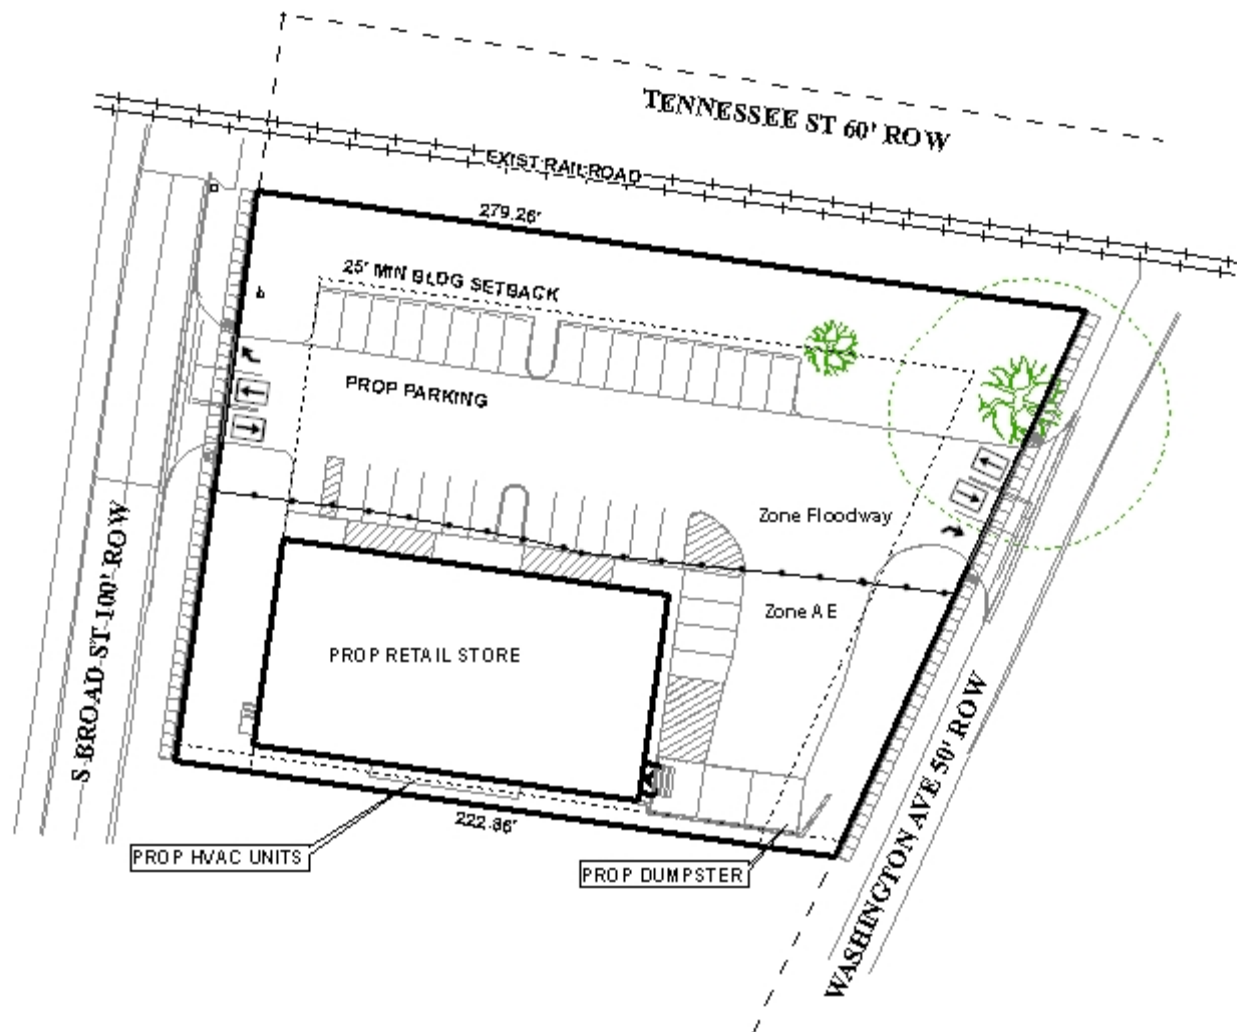 TENNESSEE ST 60' ROW
EXIST RAILROAD
279.26'
25' MIN BLDG SETBACK
PROP PARKING
Zone Floodway
Zone AE
PROP RETAIL STORE
S BROAD ST 100' ROW
WASHINGTON AVE 50' ROW
222.86'
PROP HVAC UNITS
PROP DUMPSTER